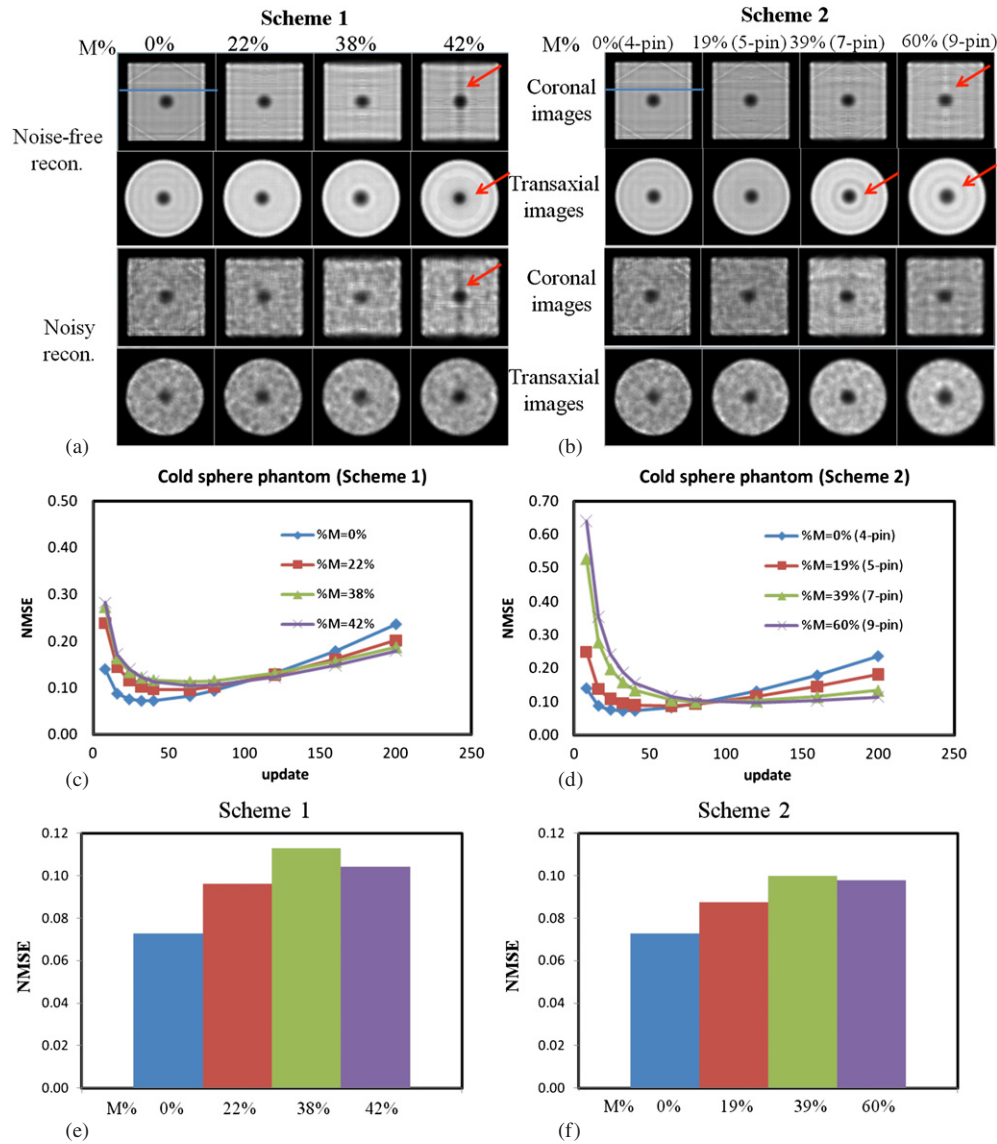 Scheme 1
M%
0% 22% 38% 42%
Noise-free
recon.
Noisy
recon.
(a)
Scheme 2
M% 0%(4-pin) 19% (5-pin) 39% (7-pin) 60% (9-pin)
Coronal
images
Transaxial
images
Coronal
images
Transaxial
images
(b)
Cold sphere phantom (Scheme 1)
0.50
0.40
0.30
0.20
0.10
0.00
NMSE
0 50 100 150 200 250
update
%M=0%
%M=22%
%M=38%
%M=42%
(c)
Cold sphere phantom (Scheme 2)
0.70
0.60
0.50
0.40
0.30
0.20
0.10
0.00
NMSE
0 50 100 150 200 250
update
%M=0% (4-pin)
%M=19% (5-pin)
%M=39% (7-pin)
%M=60% (9-pin)
(d)
Scheme 1
0.12
0.10
0.08
0.06
0.04
0.02
0.00
NMSE
M% 0% 22% 38% 42%
(e)
Scheme 2
0.12
0.10
0.08
0.06
0.04
0.02
0.00
NMSE
M% 0% 19% 39% 60%
(f)